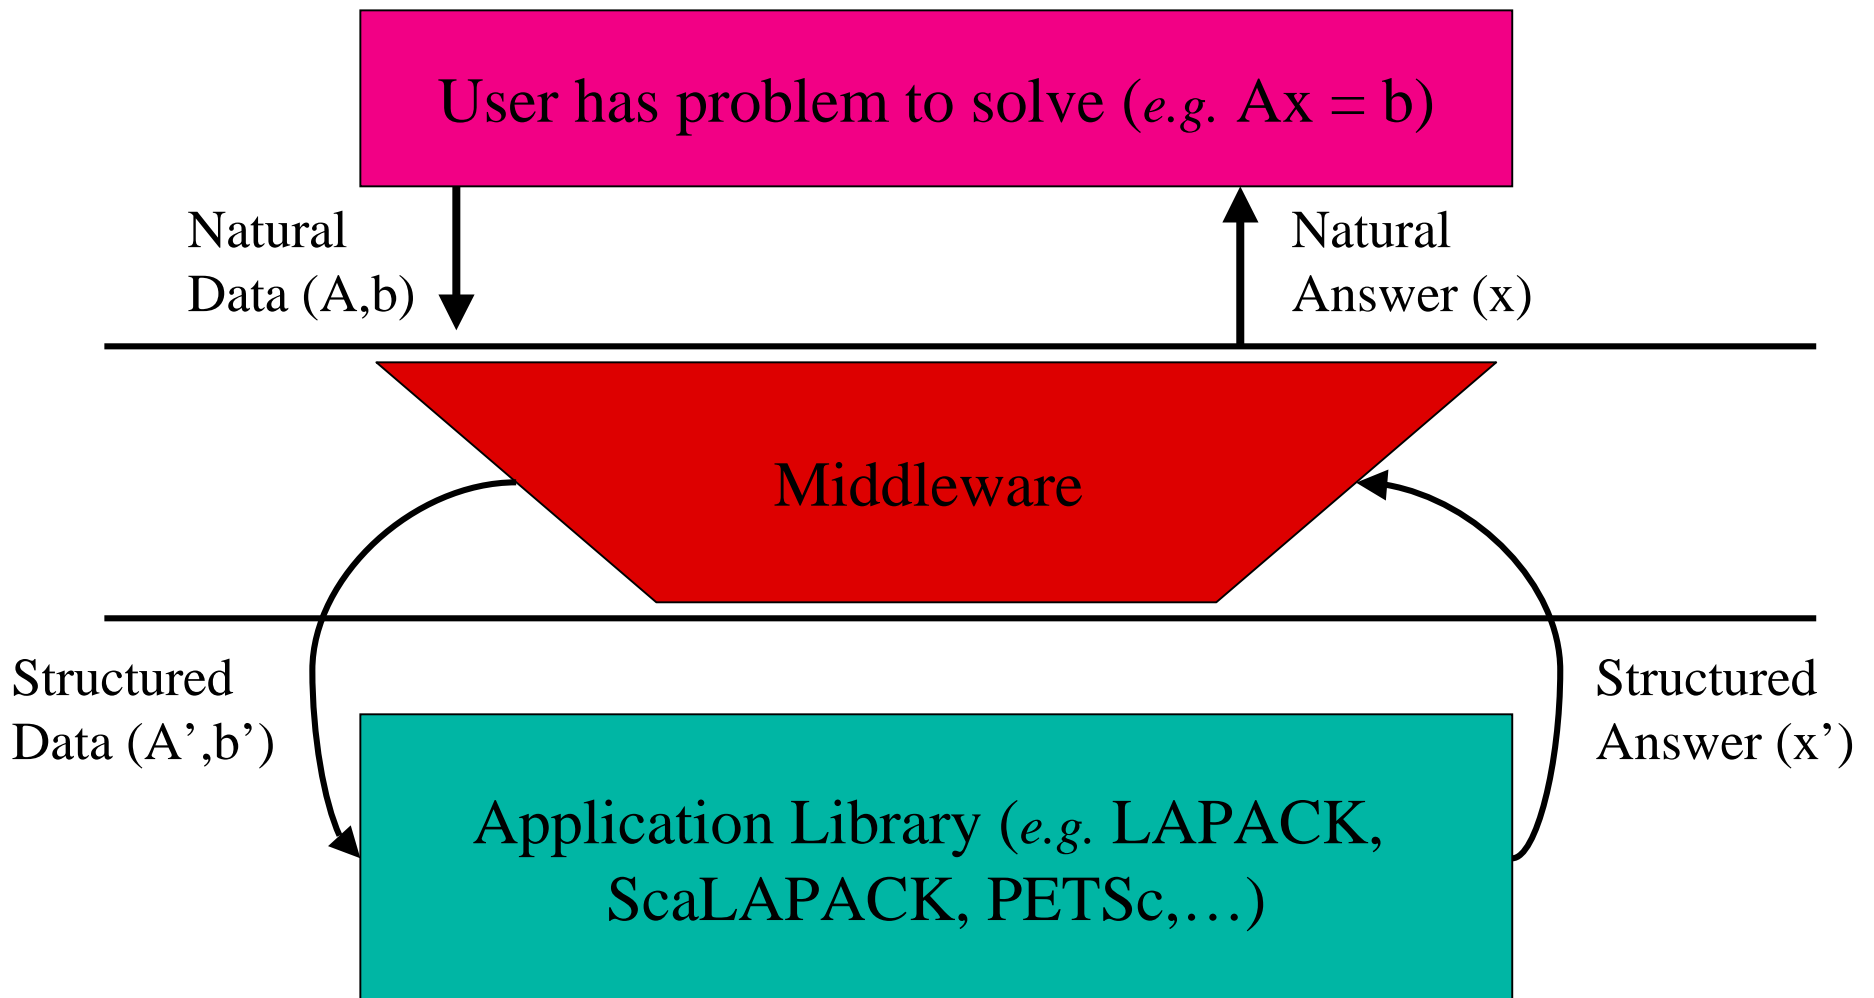 User has problem to solve (e.g. Ax = b)
Natural
Data (A,b)
Natural
Answer (x)
Middleware
Structured
Data (A’,b’)
Structured
Answer (x’)
Application Library (e.g. LAPACK,
ScaLAPACK, PETSc,…)